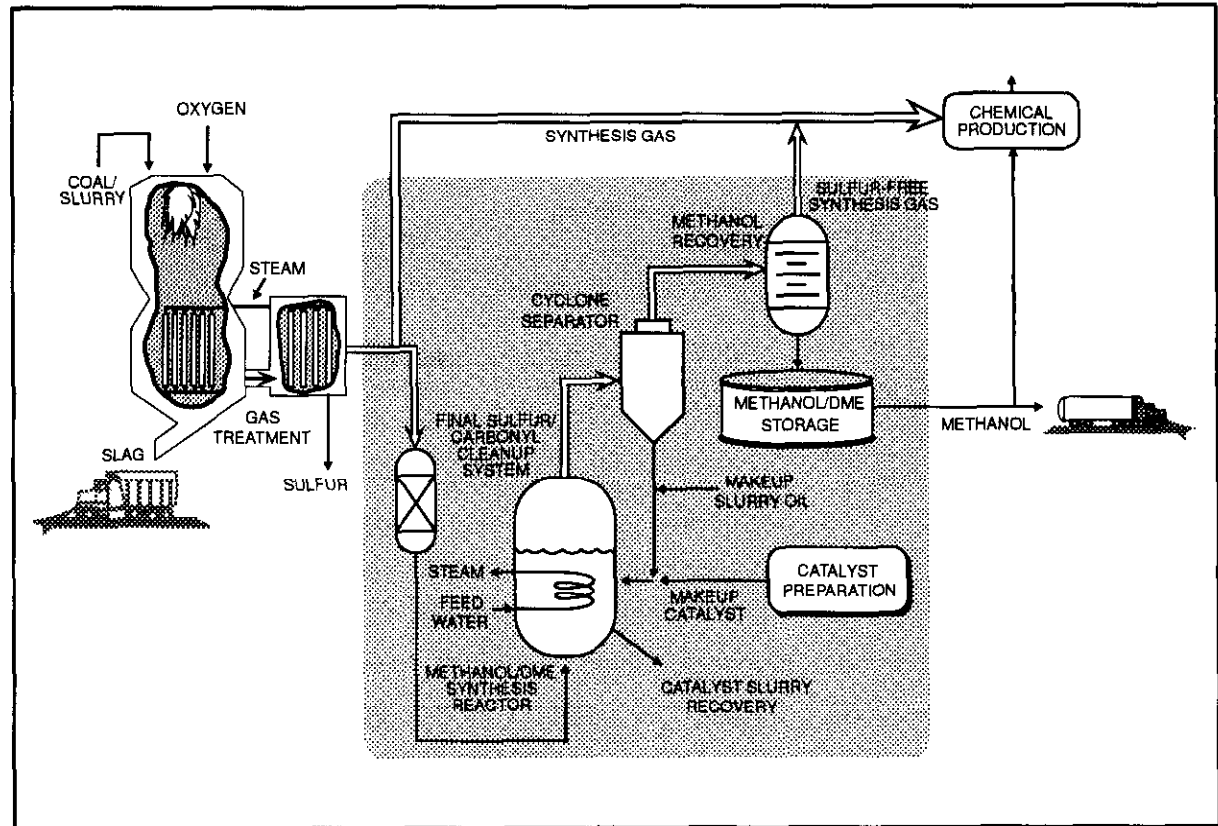 OXYGEN
COAL/
SLURRY
STEAM
GAS
TREATMENT
SLAG
SULFUR
SYNTHESIS GAS
CHEMICAL
PRODUCTION
SULFUR-FREE
SYNTHESIS GAS
METHANOL
RECOVERY
CYCLONE
SEPARATOR
METHANOL/DME
STORAGE
METHANOL
FINAL SULFUR/
CARBONYL
CLEANUP
SYSTEM
MAKEUP
SLURRY OIL
STEAM
FEED
WATER
MAKEUP
CATALYST
CATALYST
PREPARATION
METHANOL/DME
SYNTHESIS
REACTOR
CATALYST SLURRY
RECOVERY